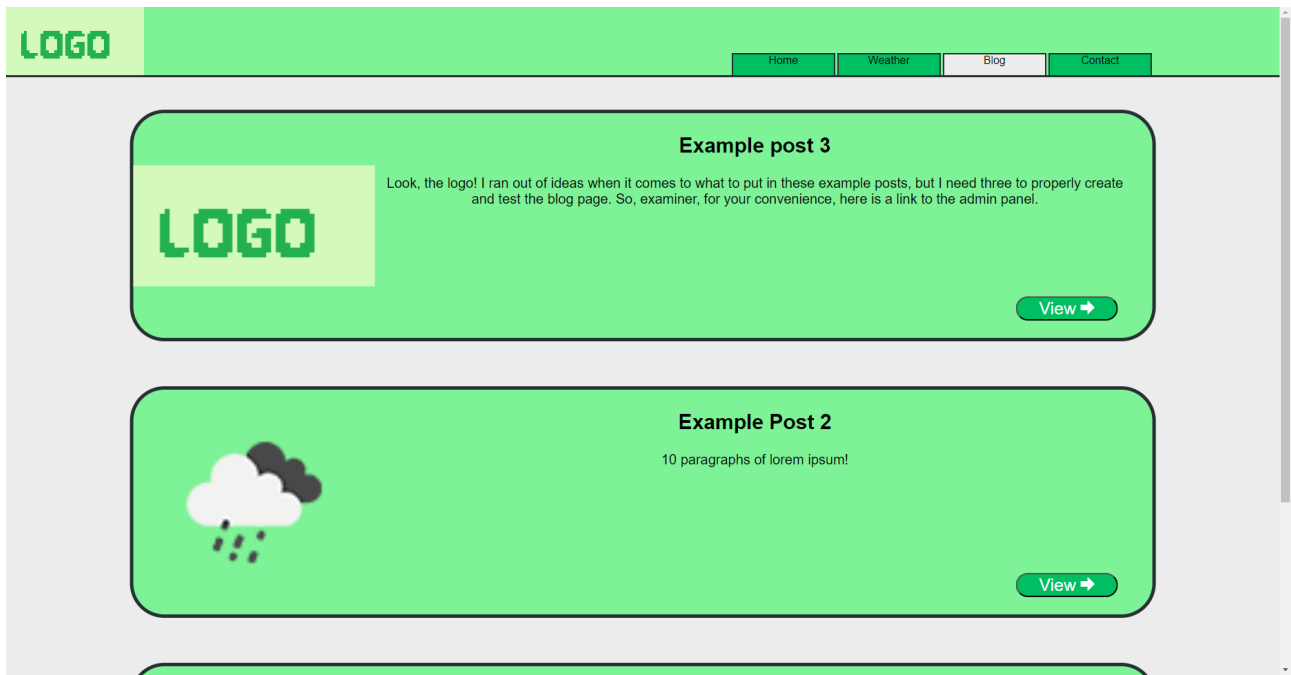 LOGO
Home
Weather
Blog
Contact
Example post 3
Look, the logo! I ran out of ideas when it comes to what to put in these example posts, but I need three to properly create
and test the blog page. So, examiner, for your convenience, here is a link to the admin panel.
LOGO
View
Example Post 2
10 paragraphs of lorem ipsum!
View